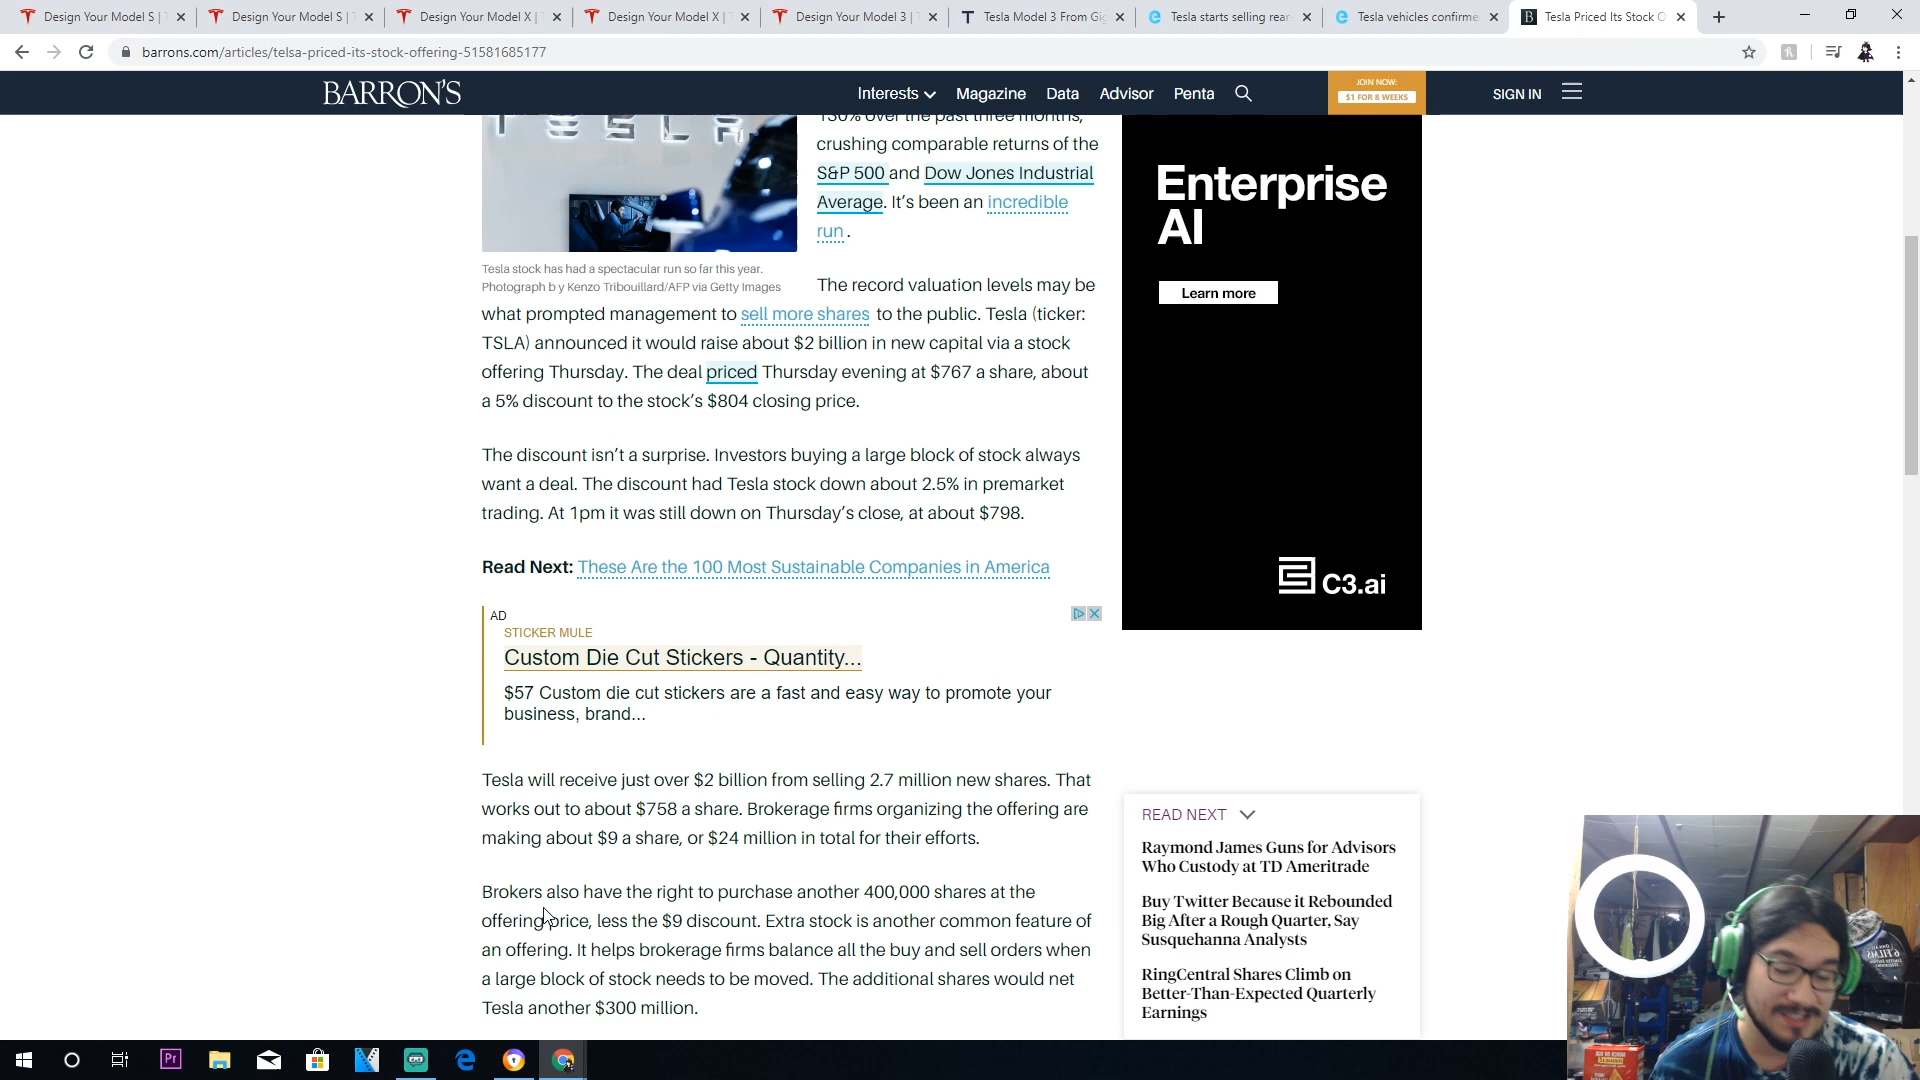 Design Your Model S | T
Design Your Model S | T
Design Your Model X | T
Design Your Model X | T
Design Your Model 3 | T
Tesla Model 3 From Gig
Tesla starts selling rear
Tesla vehicles confirme
Tesla Priced Its Stock O
barrons.com/articles/telsa-priced-its-stock-offering-51581685177
BARRON'S
Interests
Magazine
Data
Advisor
Penta
JOIN NOW:
$1 FOR 8 WEEKS
SIGN IN
TESLA
130% over the past three months,
crushing comparable returns of the
S&P 500 and Dow Jones Industrial
Average. It's been an incredible
run .
Tesla stock has had a spectacular run so far this year.
Photograph b y Kenzo Tribouillard/AFP via Getty Images
The record valuation levels may be
what prompted management to sell more shares to the public. Tesla (ticker:
TSLA) announced it would raise about $2 billion in new capital via a stock
offering Thursday. The deal priced Thursday evening at $767 a share, about
a 5% discount to the stock's $804 closing price.
The discount isn't a surprise. Investors buying a large block of stock always
want a deal. The discount had Tesla stock down about 2.5% in premarket
trading. At 1pm it was still down on Thursday's close, at about $798.
Read Next: These Are the 100 Most Sustainable Companies in America
AD
STICKER MULE
Custom Die Cut Stickers - Quantity...
$57 Custom die cut stickers are a fast and easy way to promote your
business, brand...
Tesla will receive just over $2 billion from selling 2.7 million new shares. That
works out to about $758 a share. Brokerage firms organizing the offering are
making about $9 a share, or $24 million in total for their efforts.
Brokers also have the right to purchase another 400,000 shares at the
offering price, less the $9 discount. Extra stock is another common feature of
an offering. It helps brokerage firms balance all the buy and sell orders when
a large block of stock needs to be moved. The additional shares would net
Tesla another $300 million.
Enterprise
AI
Learn more
C3.ai
READ NEXT
Raymond James Guns for Advisors
Who Custody at TD Ameritrade
Buy Twitter Because it Rebounded
Big After a Rough Quarter, Say
Susquehanna Analysts
RingCentral Shares Climb on
Better-Than-Expected Quarterly
Earnings
Pr